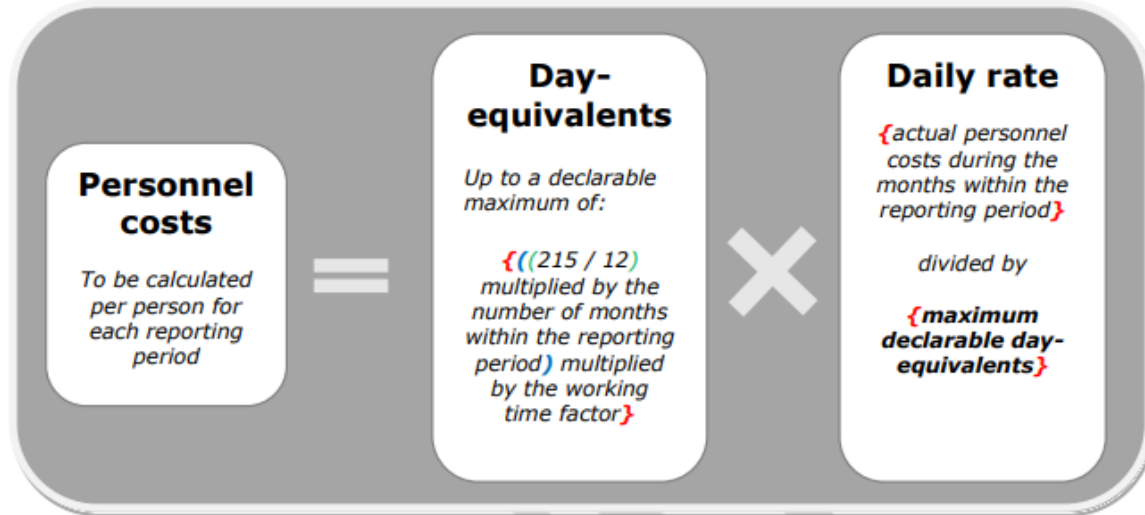 Personnel
costs
To be calculated
per person for
each reporting
period
=
Day-
equivalents
Up to a declarable
maximum of:
{((215 / 12)
multiplied by the
number of months
within the reporting
period) multiplied
by the working
time factor}
×
Daily rate
{actual personnel
costs during the
months within the
reporting period}
divided by
{maximum
declarable day-
equivalents}